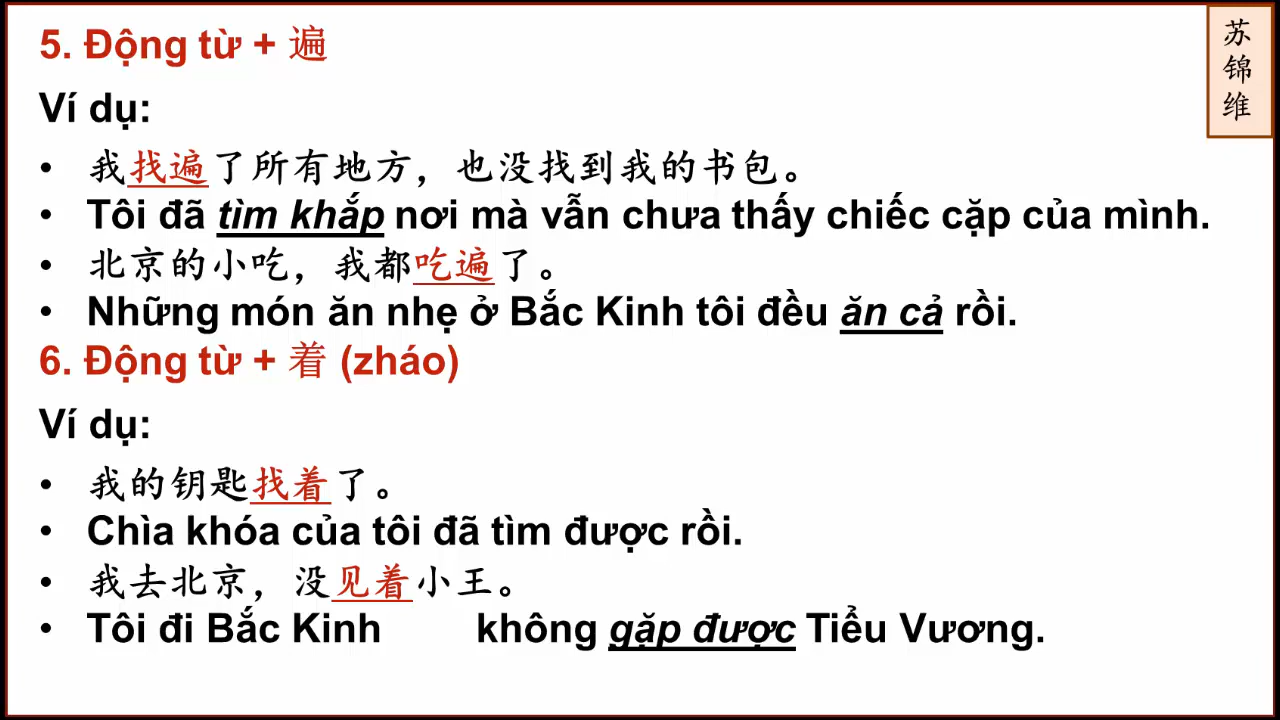 5. Động từ + 遍
苏锦维
Ví dụ:
• 我找遍了所有地方，也没找到我的书包。
• Tôi đã tìm khắp nơi mà vẫn chưa thấy chiếc cặp của mình.
• 北京的小吃，我都吃遍了。
• Những món ăn nhẹ ở Bắc Kinh tôi đều ăn cả rồi.
6. Động từ + 着 (zháo)
Ví dụ:
• 我的钥匙找着了。
• Chìa khóa của tôi đã tìm được rồi.
• 我去北京，没见着小王。
• Tôi đi Bắc Kinh không gặp được Tiểu Vương.